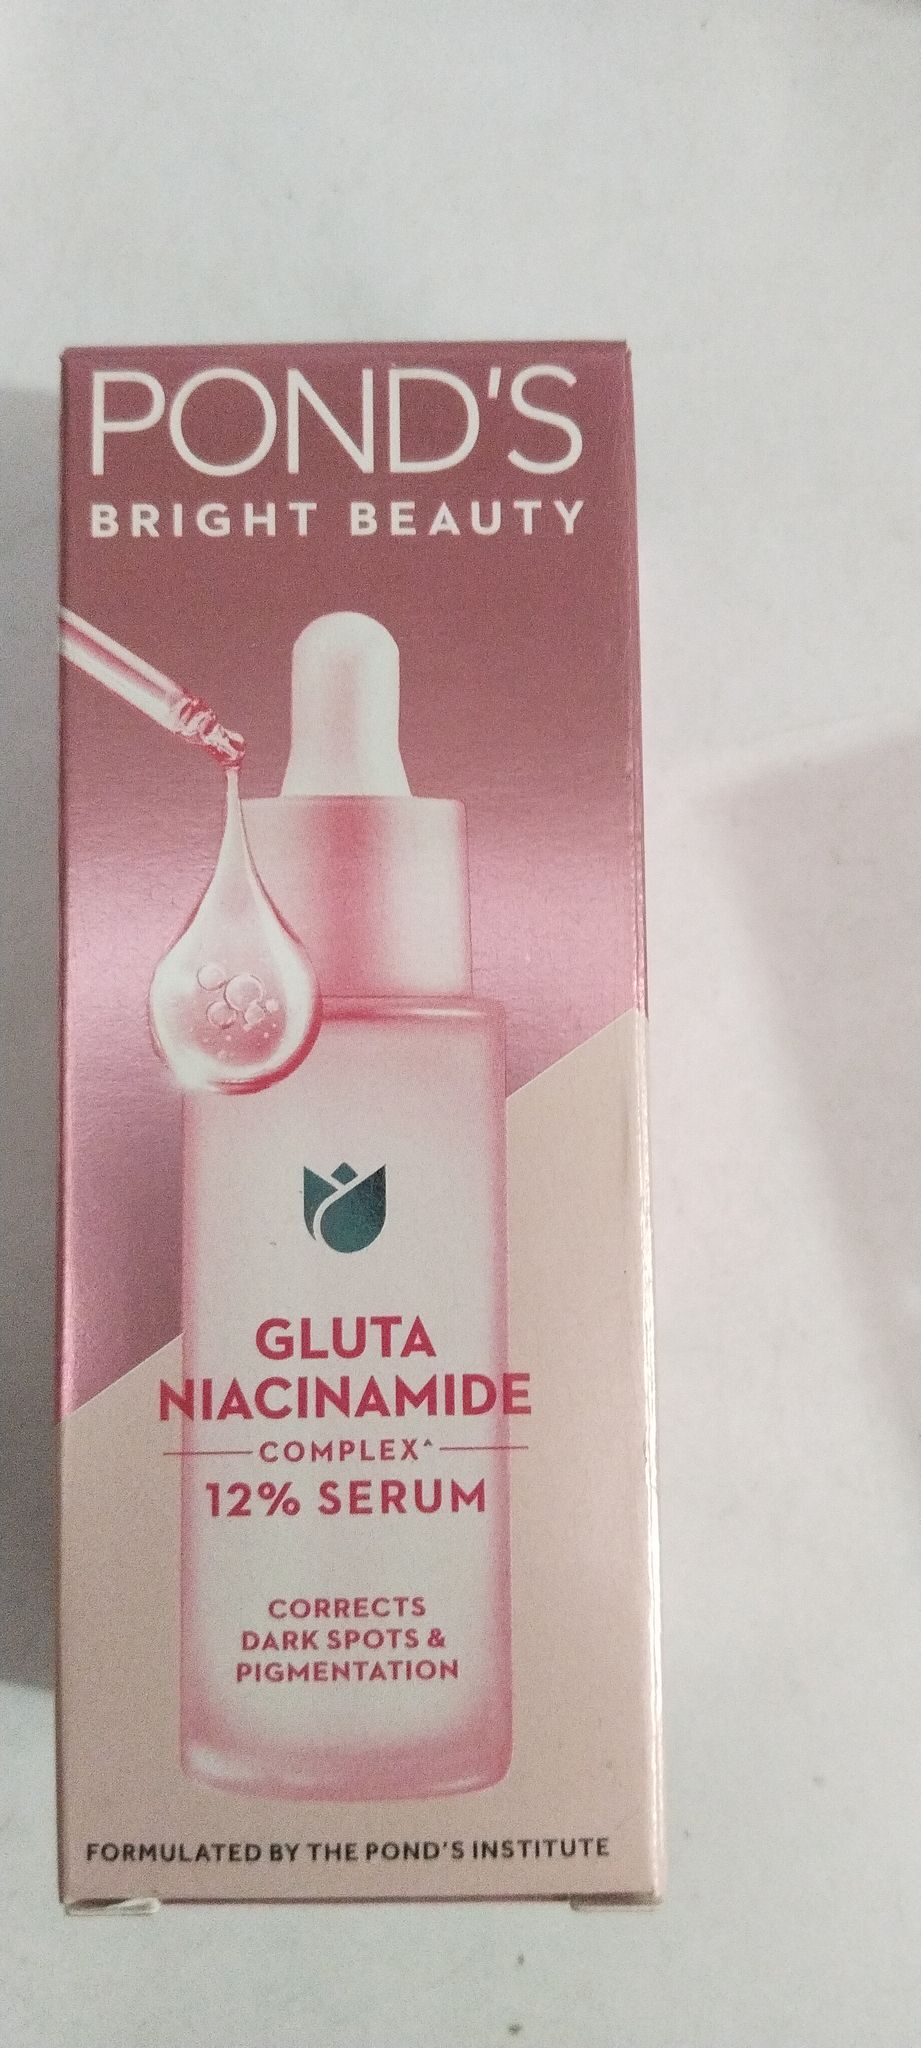 POND'S
BRIGHT BEAUTY
GLUTA
NIACINAMIDE
COMPLEX^
12% SERUM
CORRECTS
DARK SPOTS &
PIGMENTATION
FORMULATED BY THE POND'S INSTITUTE